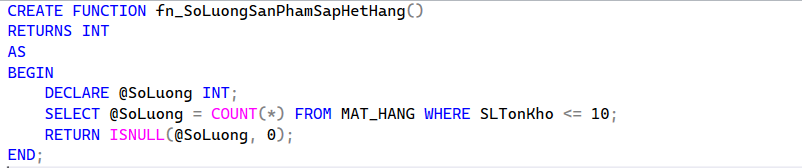 CREATE FUNCTION fn_SoLuongSanPhamSapHetHang()
RETURNS INT
AS
BEGIN
    DECLARE @SoLuong INT;
    SELECT @SoLuong = COUNT(*) FROM MAT_HANG WHERE SLTonKho <= 10;
    RETURN ISNULL(@SoLuong, 0);
END;